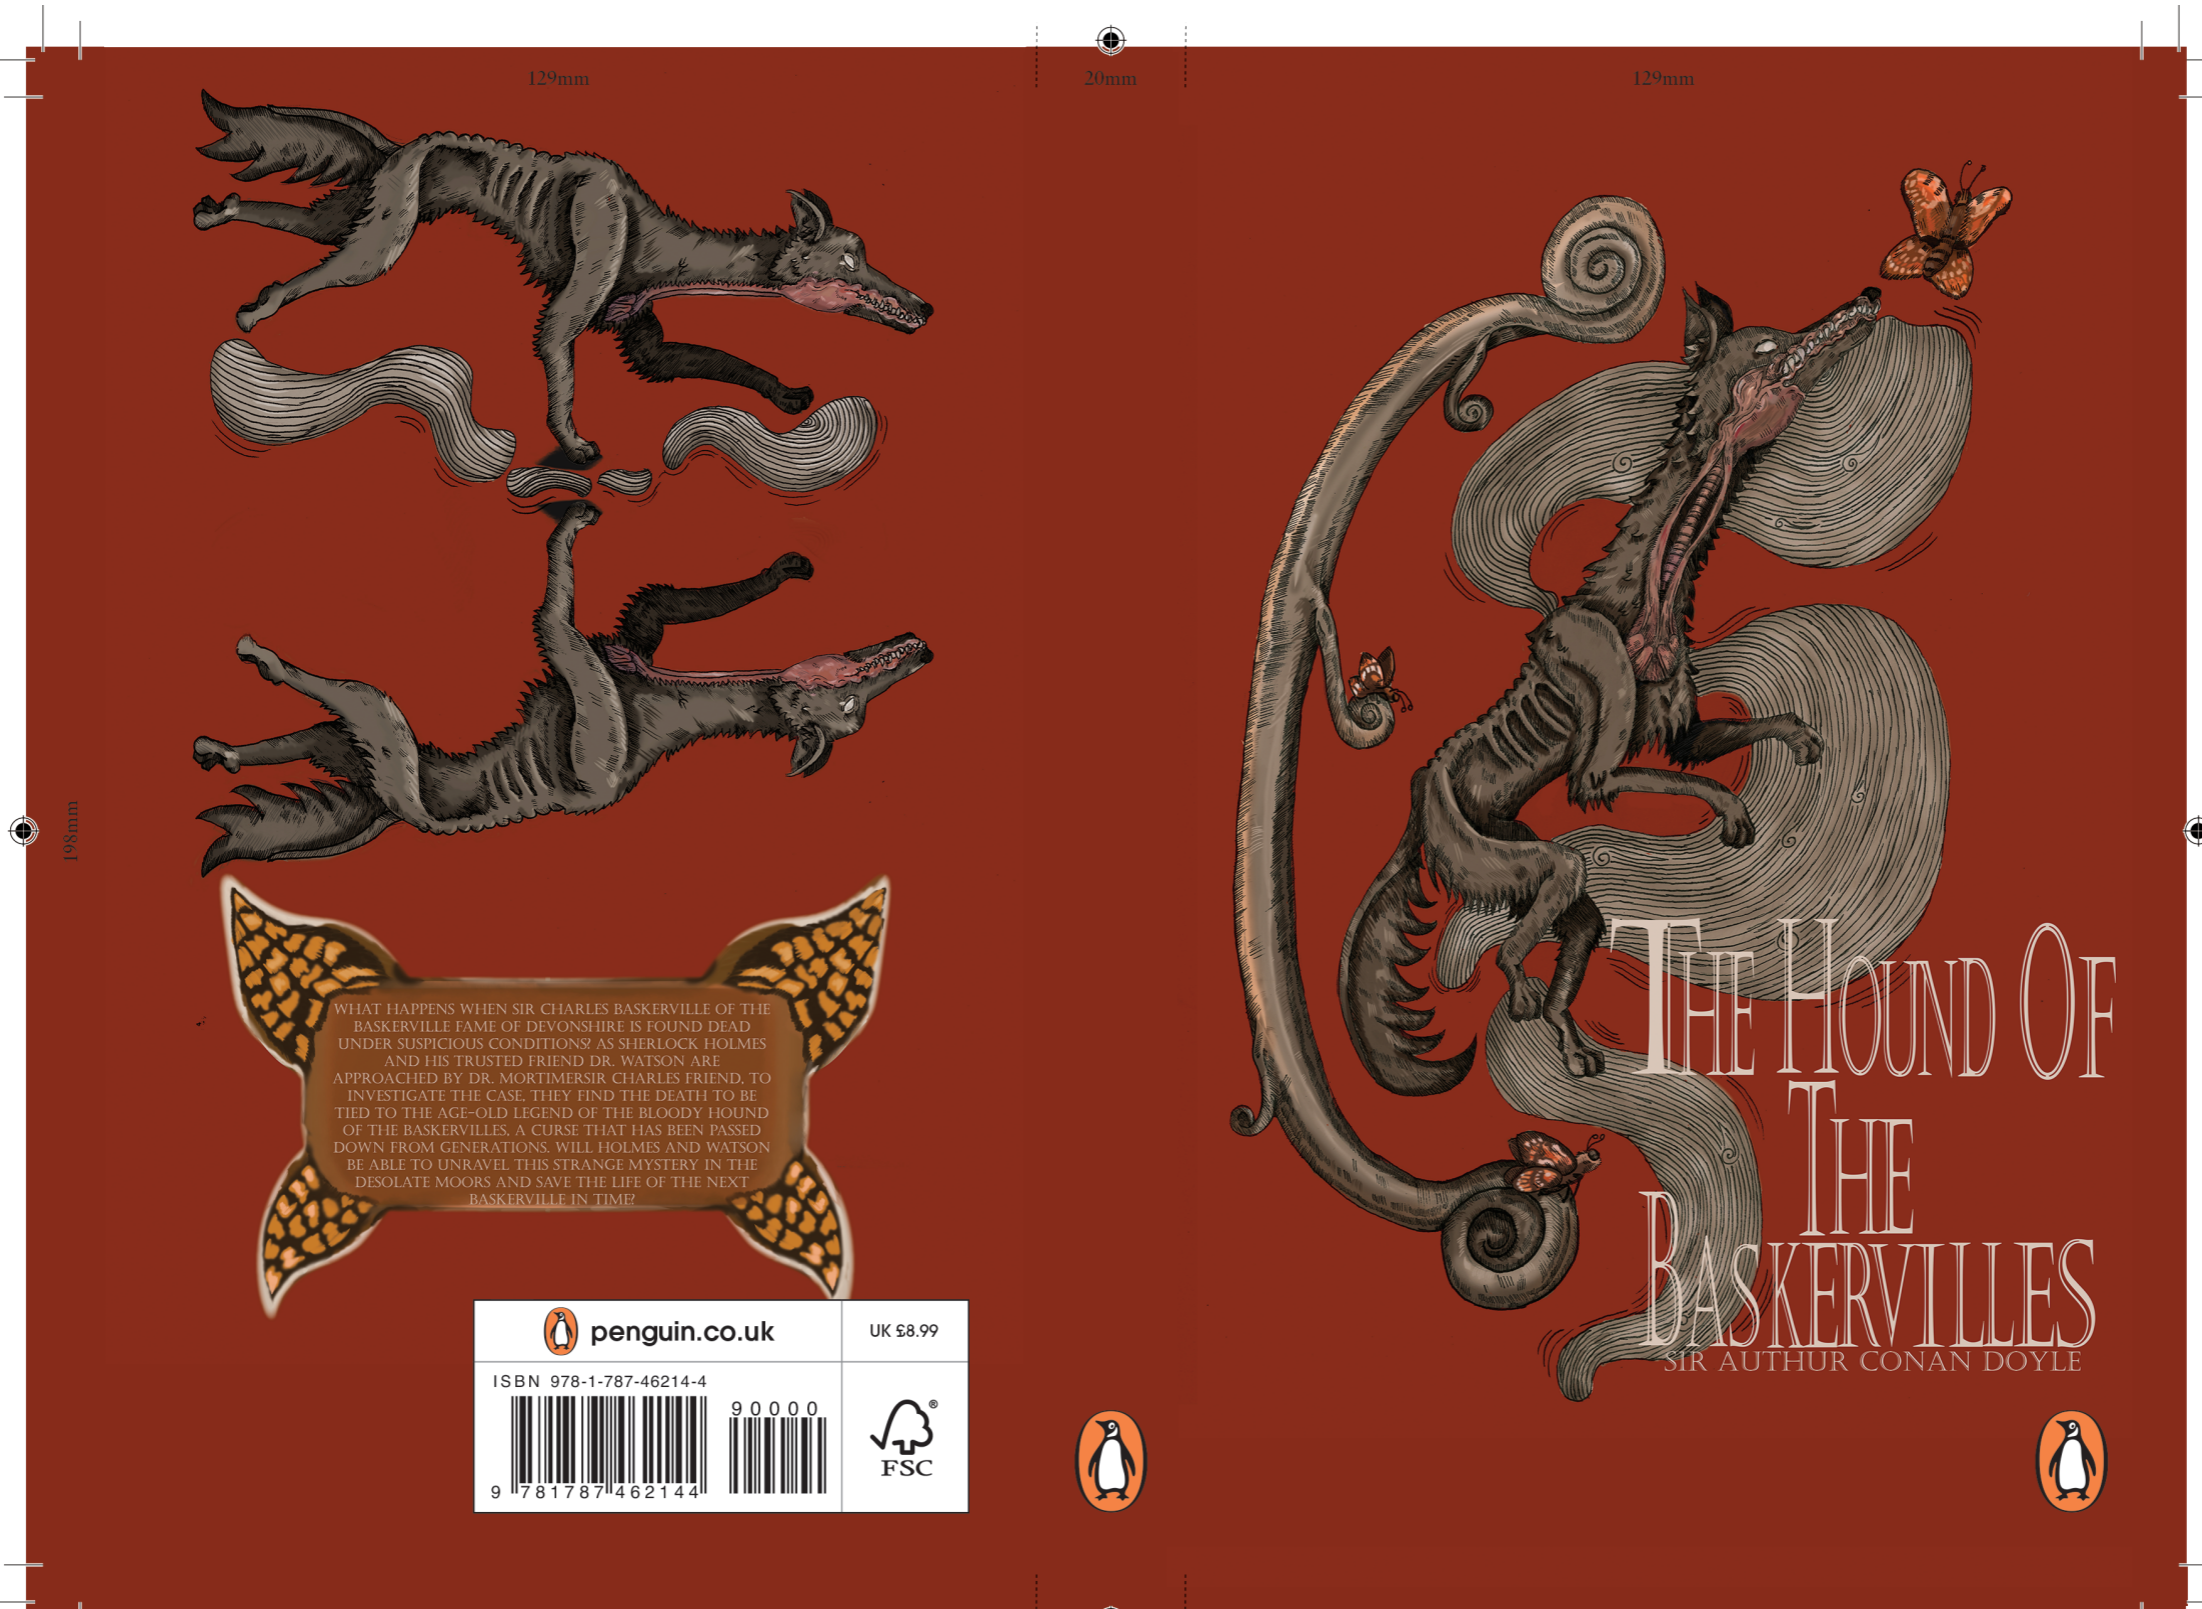 129mm
20mm
129mm
198mm
WHAT HAPPENS WHEN SIR CHARLES BASKERVILLE OF THE
BASKERVILLE FAME OF DEVONSHIRE IS FOUND DEAD
UNDER SUSPICIOUS CONDITIONS? AS SHERLOCK HOLMES
AND HIS TRUSTED FRIEND DR. WATSON ARE
APPROACHED BY DR. MORTIMERSIR CHARLES FRIEND, TO
INVESTIGATE THE CASE, THEY FIND THE DEATH TO BE
TIED TO THE AGE-OLD LEGEND OF THE BLOODY HOUND
OF THE BASKERVILLES, A CURSE THAT HAS BEEN PASSED
DOWN FROM GENERATIONS. WILL HOLMES AND WATSON
BE ABLE TO UNRAVEL THIS STRANGE MYSTERY IN THE
DESOLATE MOORS AND SAVE THE LIFE OF THE NEXT
BASKERVILLE IN TIME?
penguin.co.uk
UK £8.99
ISBN 978-1-787-46214-4
90000
9 781787 462144
®
FSC
THE HOUND OF
THE
BASKERVILLES
SIR AUTHUR CONAN DOYLE